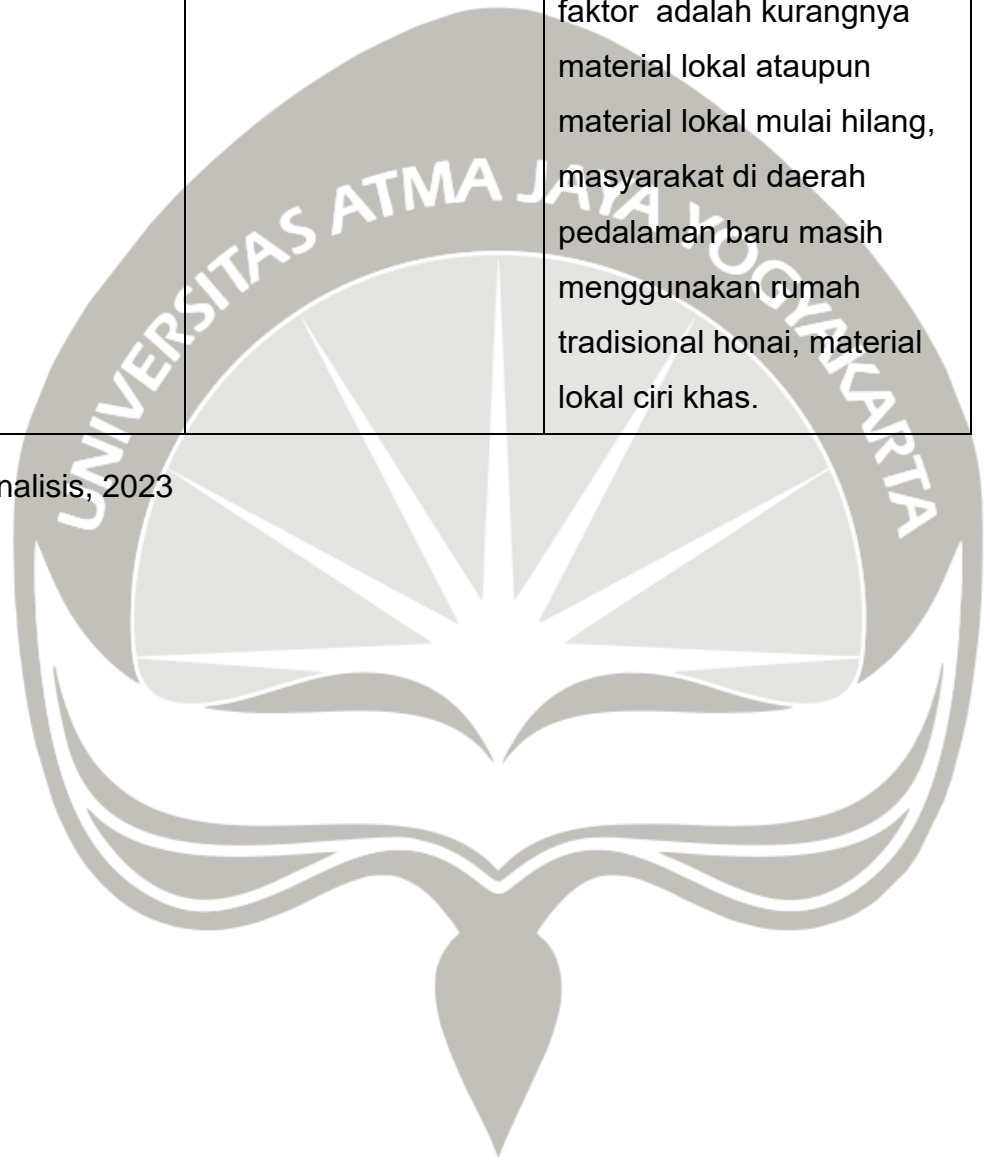 faktor  adalah kurangnya
material lokal ataupun
material lokal mulai hilang,
masyarakat di daerah
pedalaman baru masih
menggunakan rumah
tradisional honai, material
lokal ciri khas.
nalisis, 2023
UNIVERSITAS ATMA JAYA YOGYAKARTA